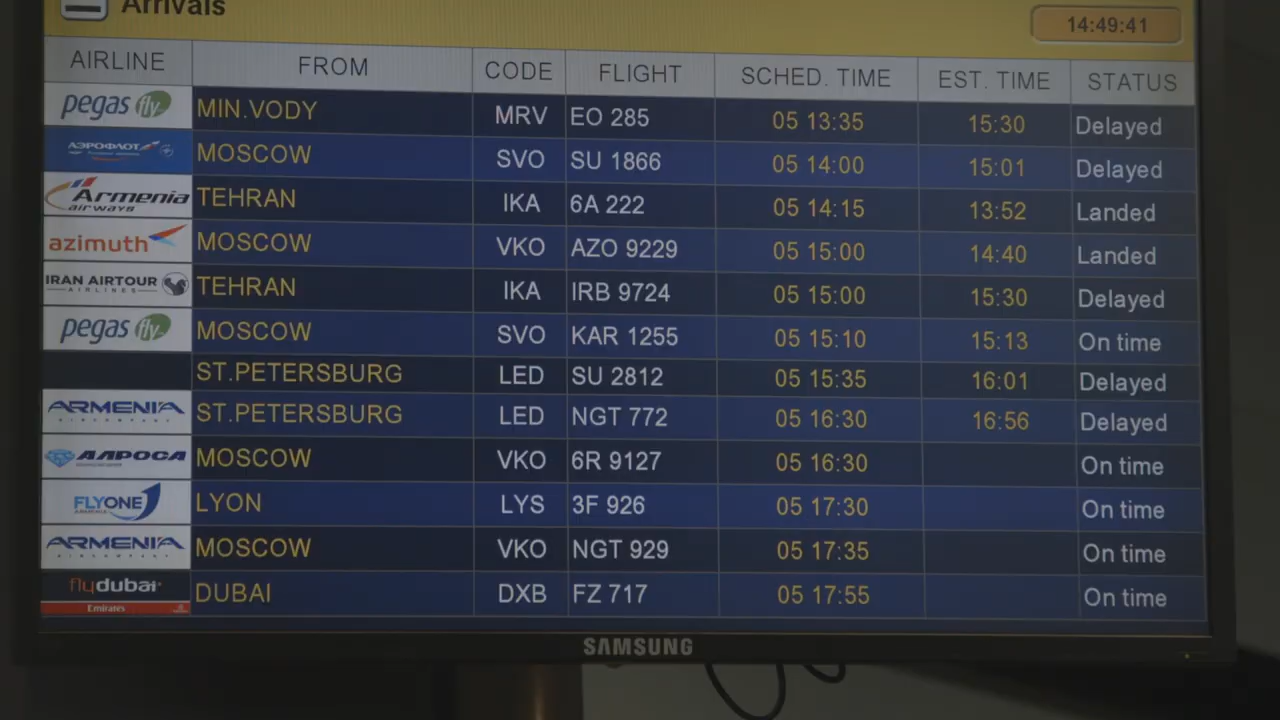 Arrivals 14:49:41
AIRLINE FROM CODE FLIGHT SCHED. TIME EST. TIME STATUS
pegas fly MIN.VODY MRV EO 285 05 13:35 15:30 Delayed
АЭРОФЛОТ MOSCOW SVO SU 1866 05 14:00 15:01 Delayed
Armenia airways TEHRAN IKA 6A 222 05 14:15 13:52 Landed
azimuth MOSCOW VKO AZO 9229 05 15:00 14:40 Landed
IRAN AIRTOUR AIRLINES TEHRAN IKA IRB 9724 05 15:00 15:30 Delayed
pegas fly MOSCOW SVO KAR 1255 05 15:10 15:13 On time
ST.PETERSBURG LED SU 2812 05 15:35 16:01 Delayed
ARMENIA ST.PETERSBURG LED NGT 772 05 16:30 16:56 Delayed
АЛРОСА MOSCOW VKO 6R 9127 05 16:30 On time
FLYONE ARMENIA LYON LYS 3F 926 05 17:30 On time
ARMENIA MOSCOW VKO NGT 929 05 17:35 On time
flydubai Emirates DUBAI DXB FZ 717 05 17:55 On time
SAMSUNG